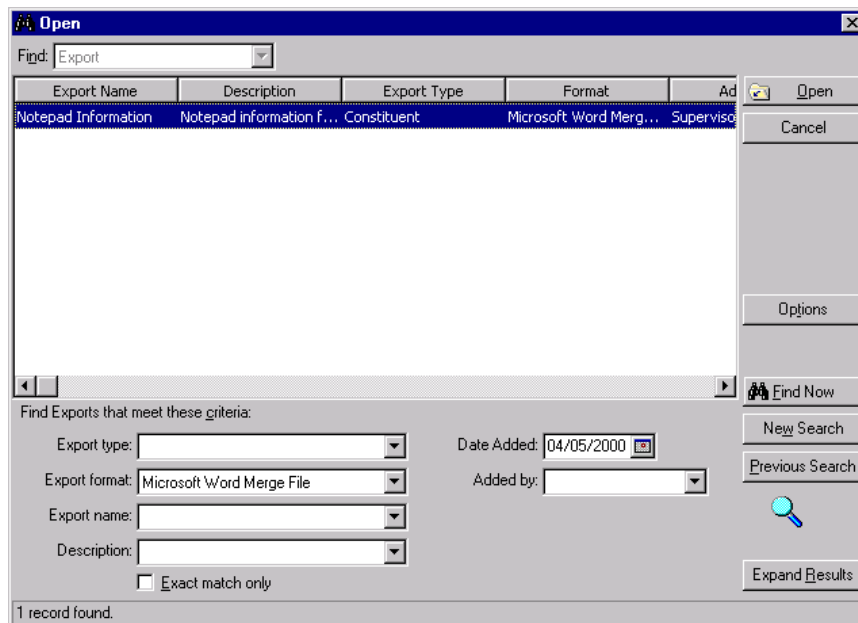 Open
Find: Export
Export Name Description Export Type Format Ad
Notepad Information Notepad information f... Constituent Microsoft Word Merg... Superviso
Open
Cancel
Options
Find Now
New Search
Previous Search
Expand Results
Find Exports that meet these criteria:
Export type: Date Added: 04/05/2000
Export format: Microsoft Word Merge File Added by:
Export name:
Description:
Exact match only
1 record found.